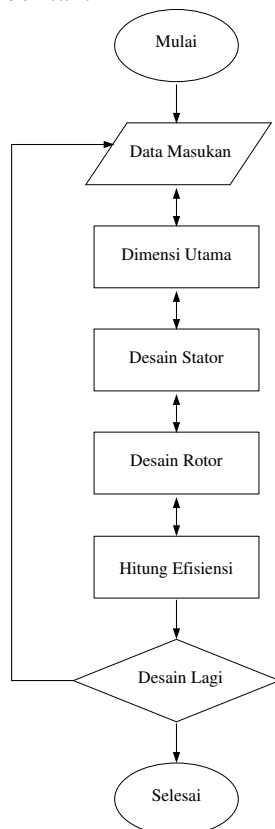 Mulai
Data Masukan
Dimensi Utama
Desain Stator
Desain Rotor
Hitung Efisiensi
Desain Lagi
Selesai